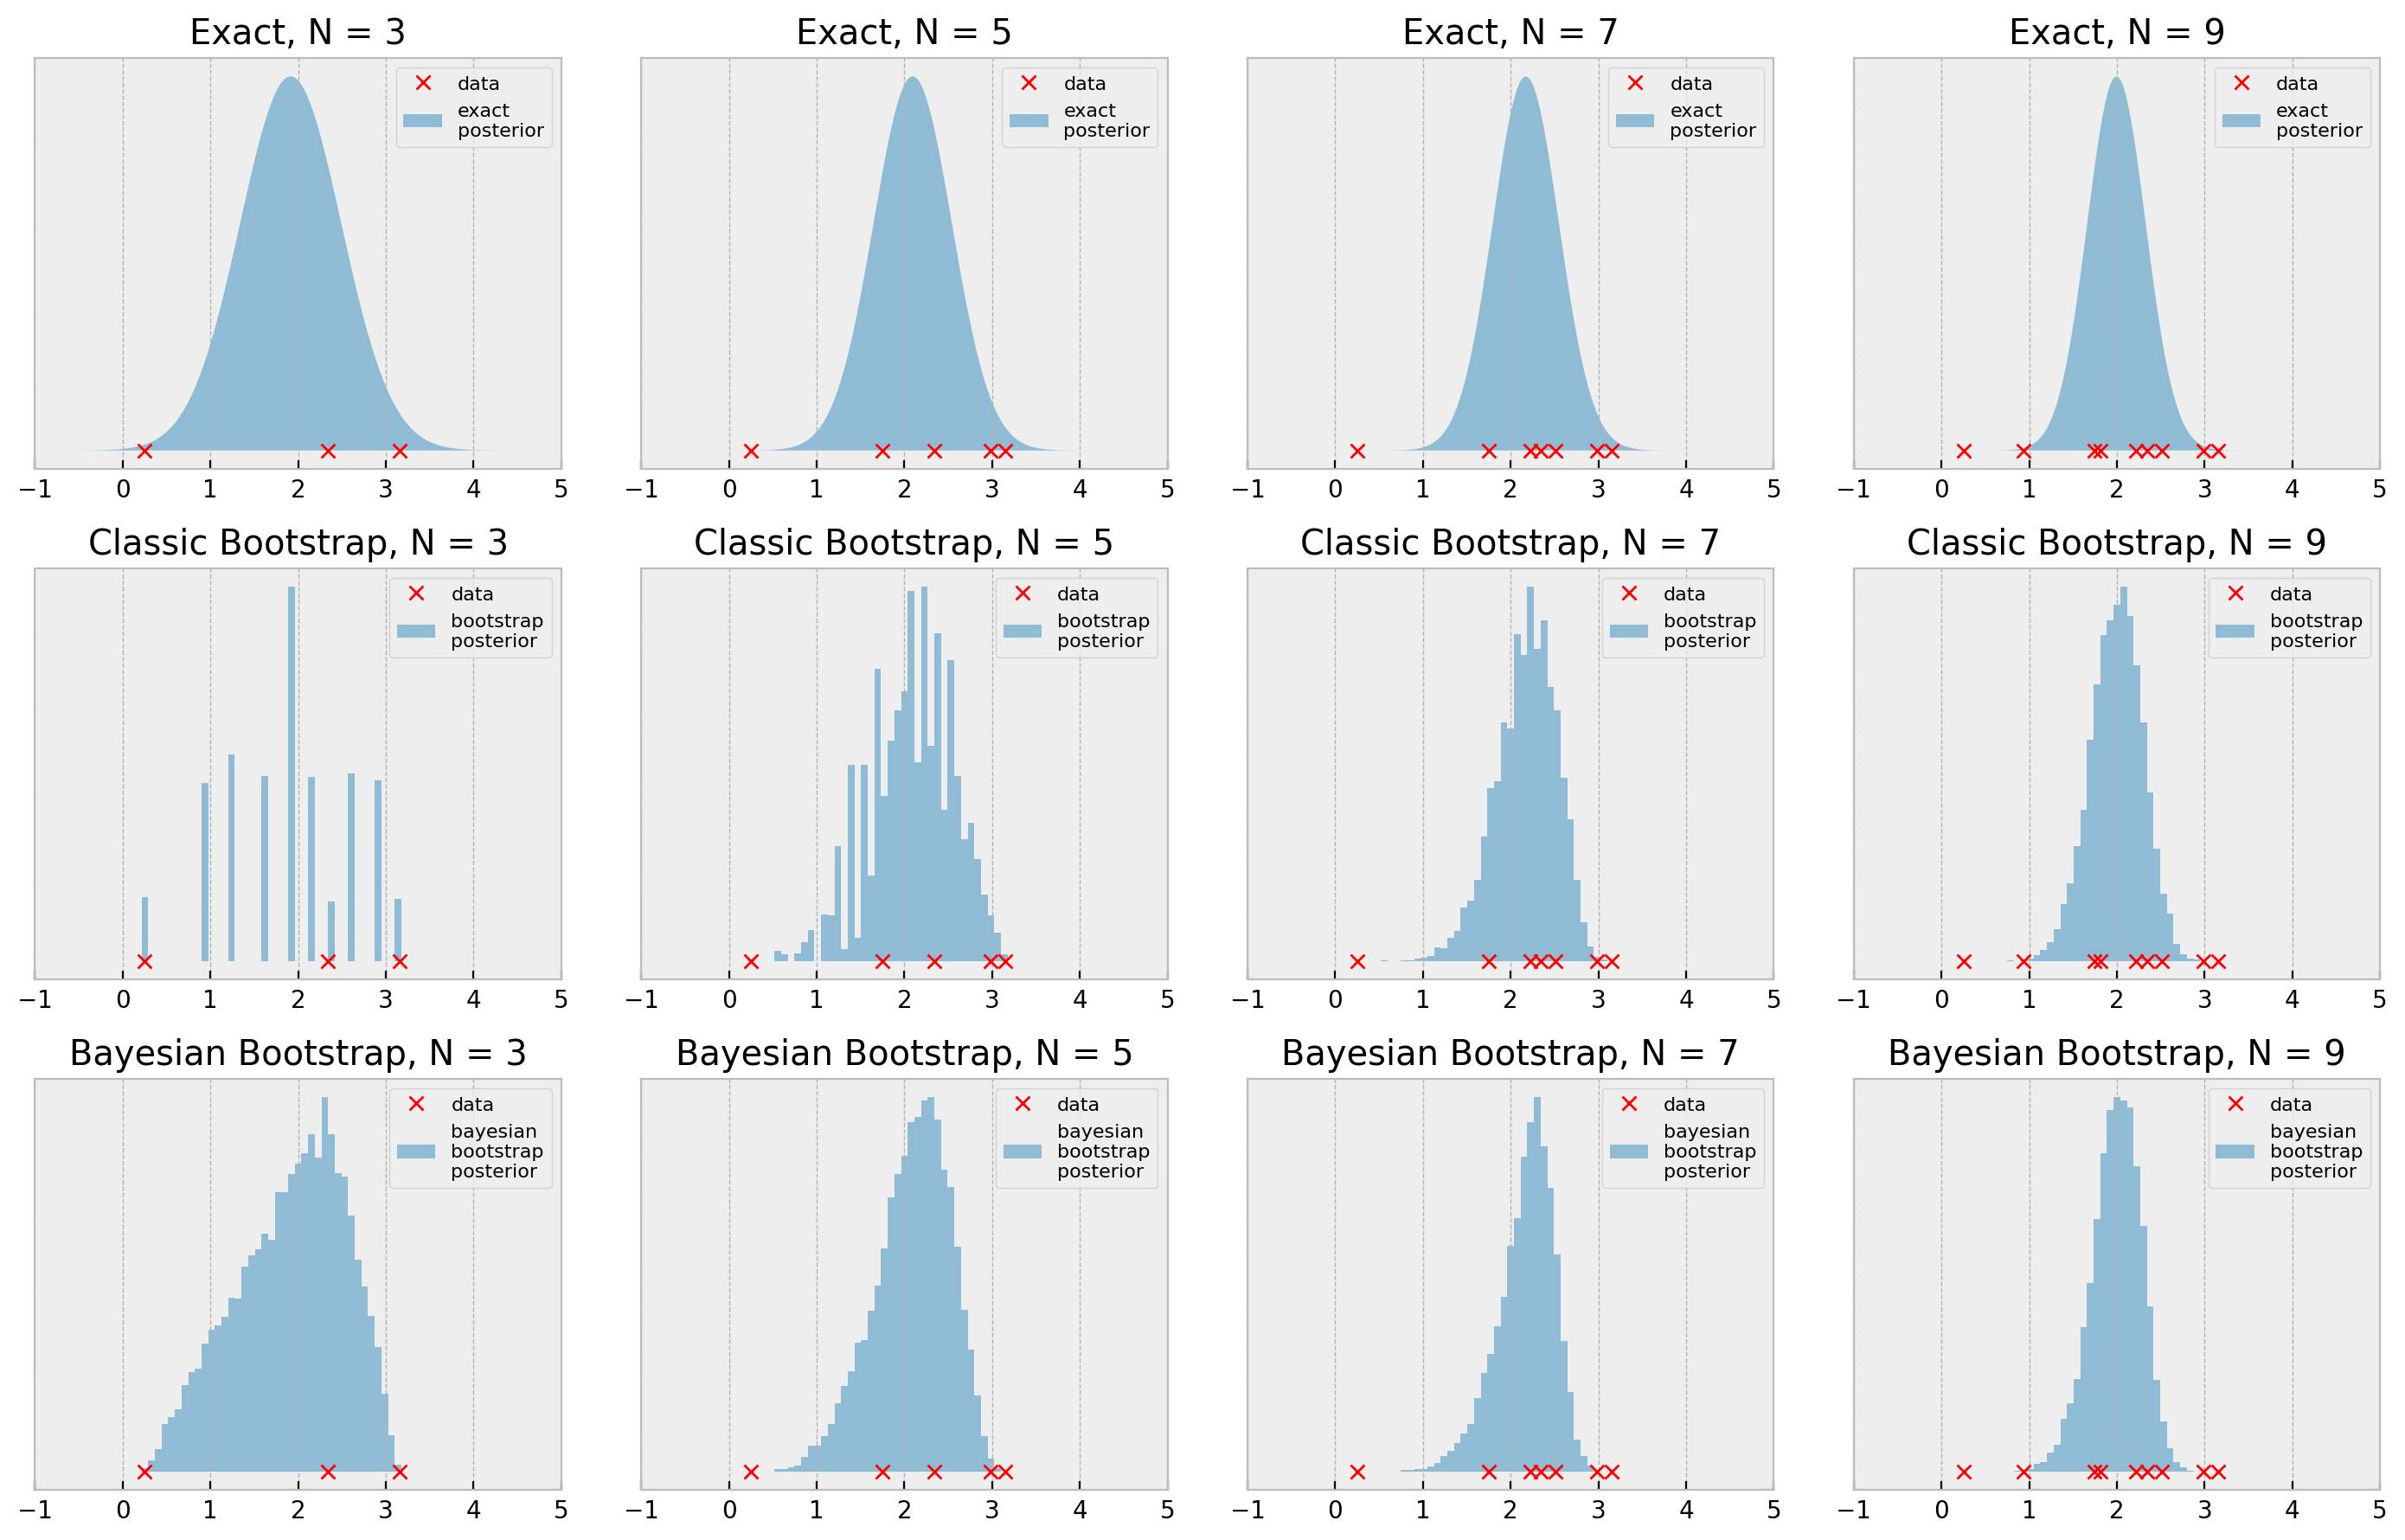 Exact, N = 3
data
exact
posterior
−1 0 1 2 3 4 5
Exact, N = 5
data
exact
posterior
−1 0 1 2 3 4 5
Exact, N = 7
data
exact
posterior
−1 0 1 2 3 4 5
Exact, N = 9
data
exact
posterior
−1 0 1 2 3 4 5
Classic Bootstrap, N = 3
data
bootstrap
posterior
−1 0 1 2 3 4 5
Classic Bootstrap, N = 5
data
bootstrap
posterior
−1 0 1 2 3 4 5
Classic Bootstrap, N = 7
data
bootstrap
posterior
−1 0 1 2 3 4 5
Classic Bootstrap, N = 9
data
bootstrap
posterior
−1 0 1 2 3 4 5
Bayesian Bootstrap, N = 3
data
bayesian
bootstrap
posterior
−1 0 1 2 3 4 5
Bayesian Bootstrap, N = 5
data
bayesian
bootstrap
posterior
−1 0 1 2 3 4 5
Bayesian Bootstrap, N = 7
data
bayesian
bootstrap
posterior
−1 0 1 2 3 4 5
Bayesian Bootstrap, N = 9
data
bayesian
bootstrap
posterior
−1 0 1 2 3 4 5